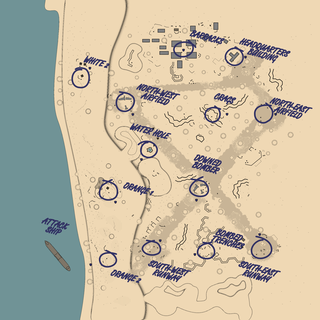 BARRACKS
HEADQUARTERS
BUILDING
WHITE 2
NORTH-WEST
AIRFIELD
CRAGS
NORTH-EAST
AIRFIELD
WATER HOLE
DOWNED
BOMBER
ORANGE 1
ATTACK
SHIP
BOMBED
TRENCHES
SOUTH-WEST
RUNWAY
SOUTH-EAST
RUNWAY
ORANGE 2